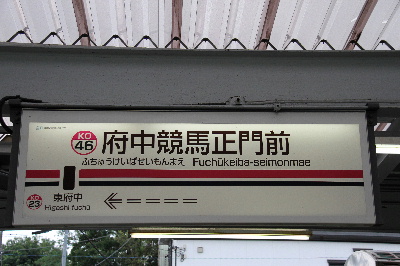 KO
46
府中競馬正門前
ふちゅうけいばせいもんまえ Fuchūkeiba-seimonmae
KO
23
東府中
Higashi-fuchū